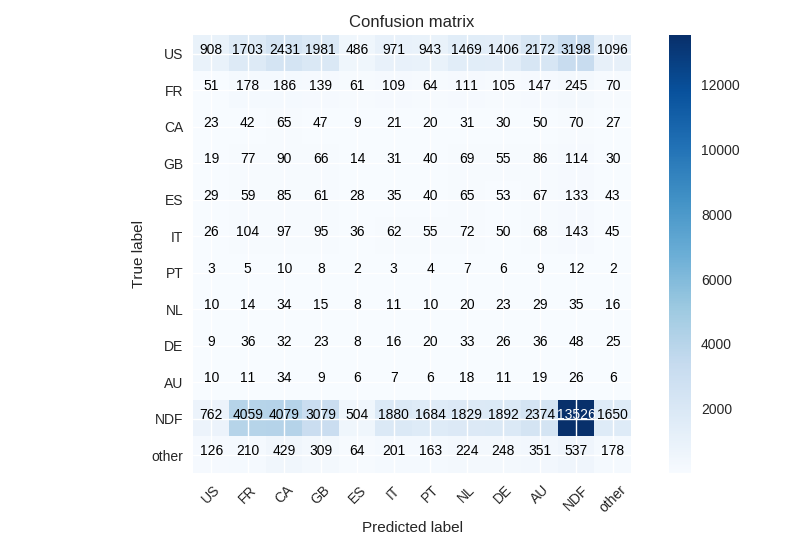 Confusion matrix
US 908 1703 2431 1981 486 971 943 1469 1406 2172 3198 1096
FR 51 178 186 139 61 109 64 111 105 147 245 70
CA 23 42 65 47 9 21 20 31 30 50 70 27
GB 19 77 90 66 14 31 40 69 55 86 114 30
ES 29 59 85 61 28 35 40 65 53 67 133 43
IT 26 104 97 95 36 62 55 72 50 68 143 45
PT 3 5 10 8 2 3 4 7 6 9 12 2
NL 10 14 34 15 8 11 10 20 23 29 35 16
DE 9 36 32 23 8 16 20 33 26 36 48 25
AU 10 11 34 9 6 7 6 18 11 19 26 6
NDF 762 4059 4079 3079 504 1880 1684 1829 1892 2374 13526 1650
other 126 210 429 309 64 201 163 224 248 351 537 178
US FR CA GB ES IT PT NL DE AU NDF other
Predicted label
True label
12000
10000
8000
6000
4000
2000